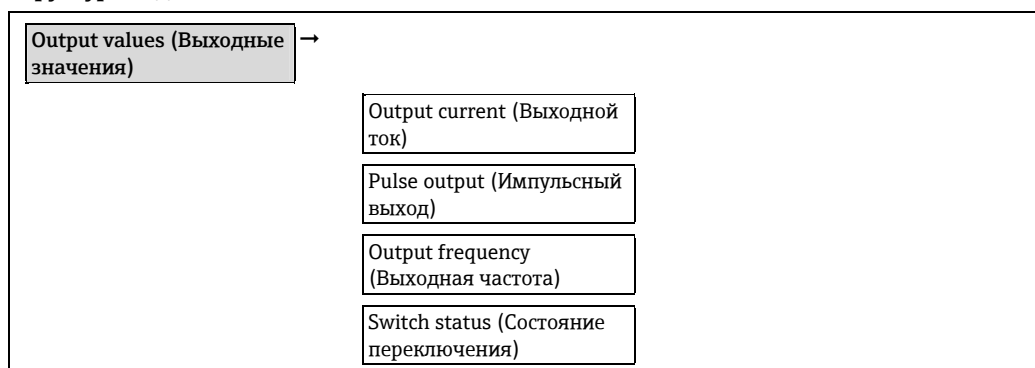 Output values (Выходные →
значения)
Output current (Выходной
ток)
Pulse output (Импульсный
выход)
Output frequency
(Выходная частота)
Switch status (Состояние
переключения)